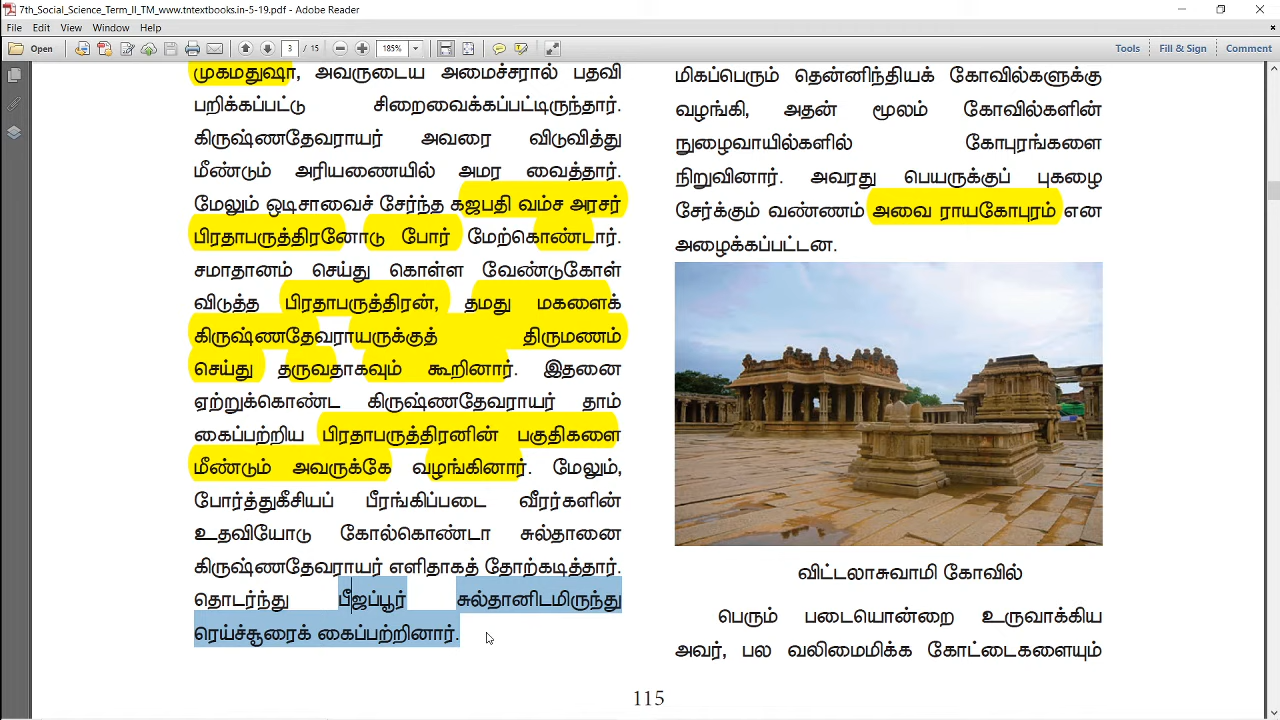 7th_Social_Science_Term_II_TM_www.tntextbooks.in-5-19.pdf - Adobe Reader
File Edit View Window Help
Open 3 / 15 185% Tools Fill & Sign Comment
முகமதுஷா, அவருடைய அமைச்சரால் பதவி
பறிக்கப்பட்டு சிறைவைக்கப்பட்டிருந்தார்.
கிருஷ்ணதேவராயர் அவரை விடுவித்து
மீண்டும் அரியணையில் அமர வைத்தார்.
மேலும் ஒடிசாவைச் சேர்ந்த கஜபதி வம்ச அரசர்
பிரதாபருத்திரனோடு போர் மேற்கொண்டார்.
சமாதானம் செய்து கொள்ள வேண்டுகோள்
விடுத்த பிரதாபருத்திரன், தமது மகளைக்
கிருஷ்ணதேவராயருக்குத் திருமணம்
செய்து தருவதாகவும் கூறினார். இதனை
ஏற்றுக்கொண்ட கிருஷ்ணதேவராயர் தாம்
கைப்பற்றிய பிரதாபருத்திரனின் பகுதிகளை
மீண்டும் அவருக்கே வழங்கினார். மேலும்,
போர்த்துகீசியப் பீரங்கிப்படை வீரர்களின்
உதவியோடு கோல்கொண்டா சுல்தானை
கிருஷ்ணதேவராயர் எளிதாகத் தோற்கடித்தார்.
தொடர்ந்து பீஜப்பூர் சுல்தானிடமிருந்து
ரெய்ச்சூரைக் கைப்பற்றினார்.
மிகப்பெரும் தென்னிந்தியக் கோவில்களுக்கு
வழங்கி, அதன் மூலம் கோவில்களின்
நுழைவாயில்களில் கோபுரங்களை
நிறுவினார். அவரது பெயருக்குப் புகழை
சேர்க்கும் வண்ணம் அவை ராயகோபுரம் என
அழைக்கப்பட்டன.
விட்டலாசுவாமி கோவில்
பெரும் படையொன்றை உருவாக்கிய
அவர், பல வலிமைமிக்க கோட்டைகளையும்
115